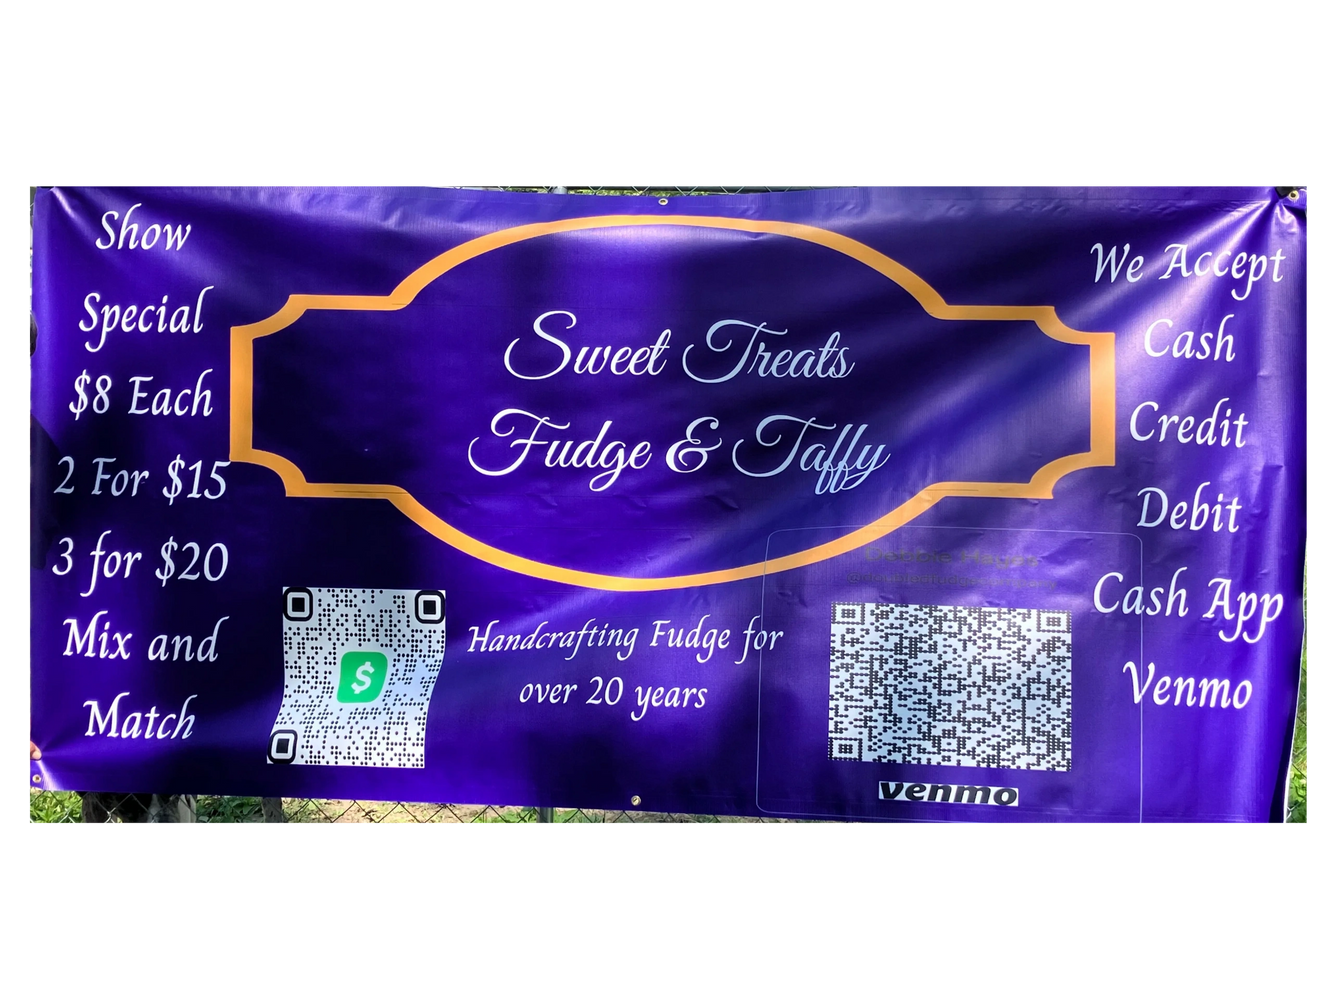 Show
Special
$8 Each
2 For $15
3 for $20
Mix and
Match
Sweet Treats
Fudge & Taffy
Handcrafting Fudge for
over 20 years
We Accept
Cash
Credit
Debit
Cash App
Venmo
$
venmo